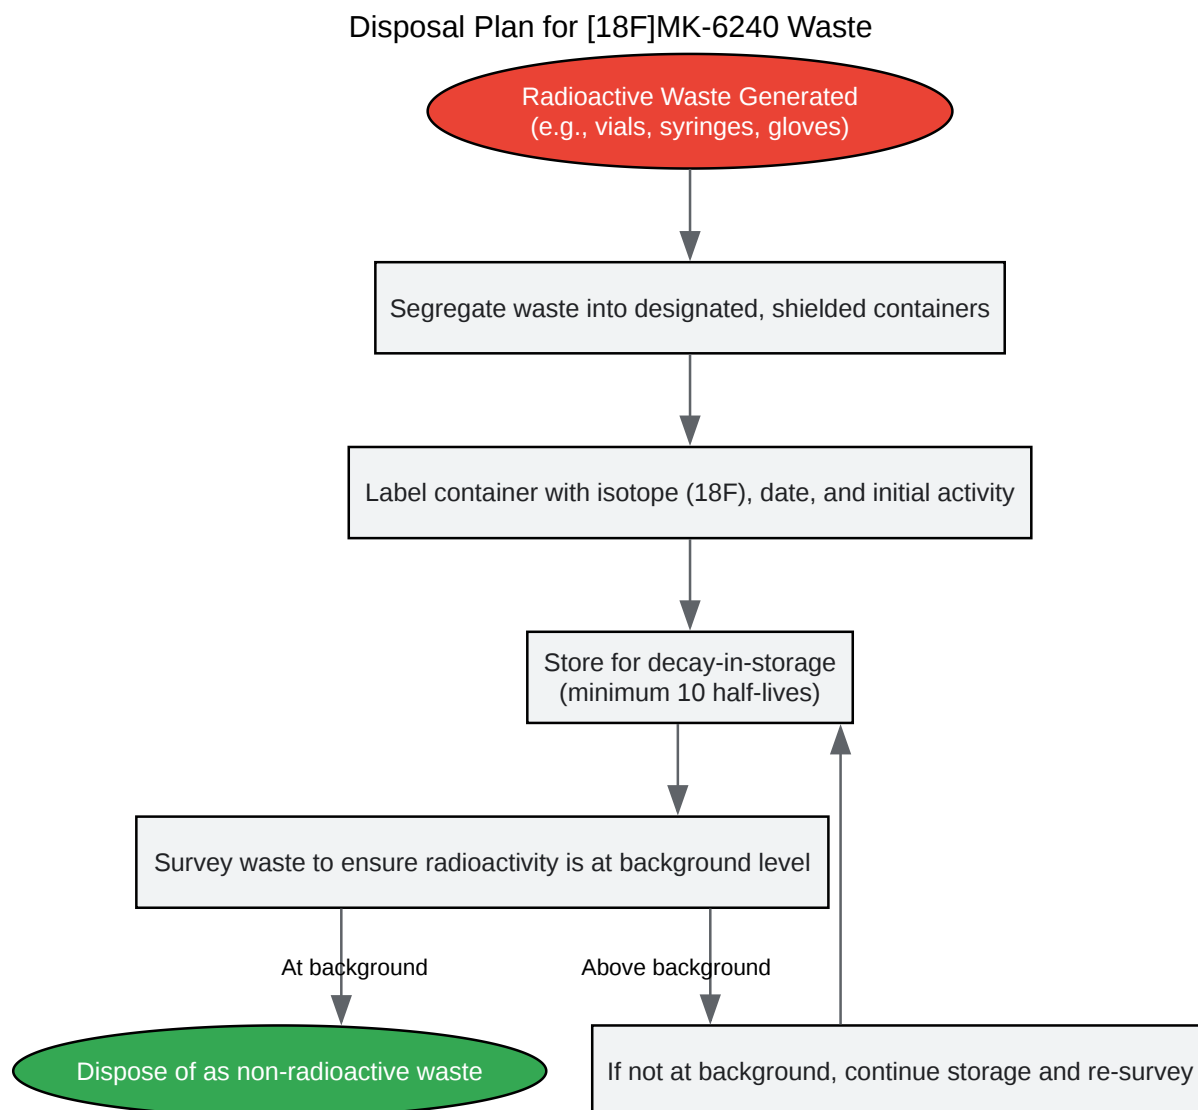 Disposal Plan for [18F]MK-6240 Waste
Radioactive Waste Generated
(e.g., vials, syringes, gloves)
Segregate waste into designated, shielded containers
Label container with isotope (18F), date, and initial activity
Store for decay-in-storage
(minimum 10 half-lives)
Survey waste to ensure radioactivity is at background level
At background
Above background
Dispose of as non-radioactive waste
If not at background, continue storage and re-survey